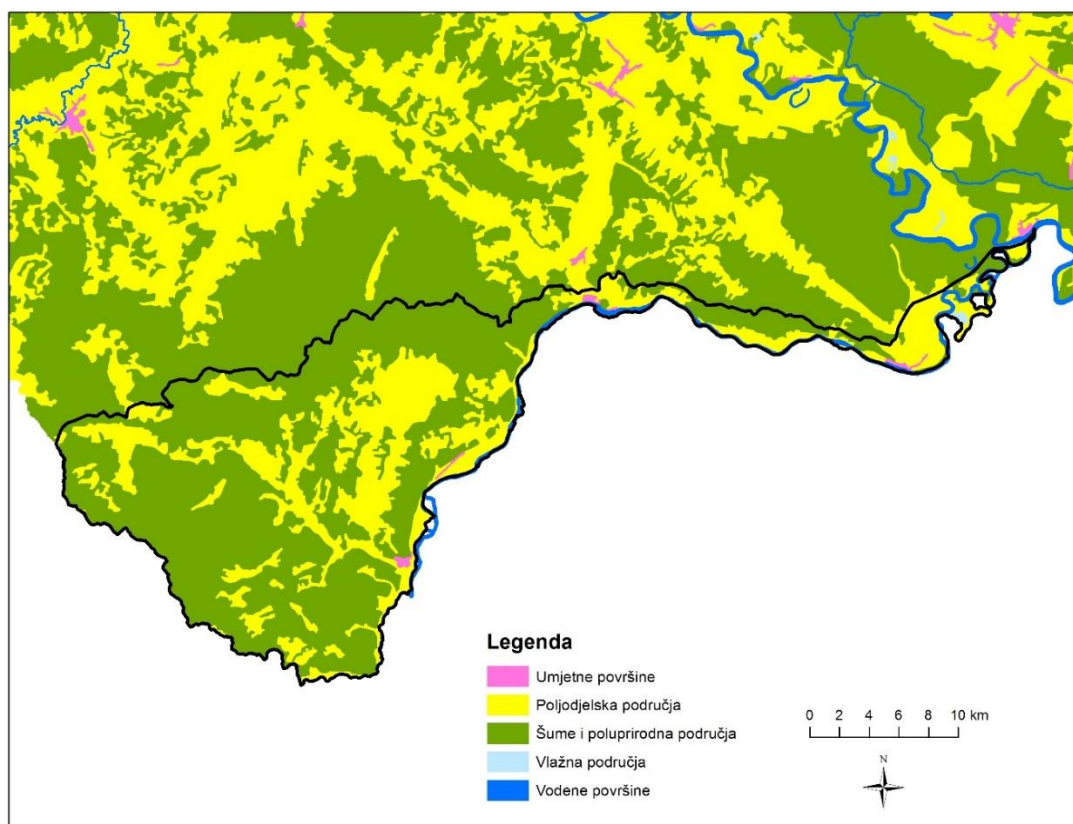 Legenda
Umjetne površine
Poljodjelska područja
Šume i poluprirodna područja
Vlažna područja
Vodene površine
0 2 4 6 8 10 km
N